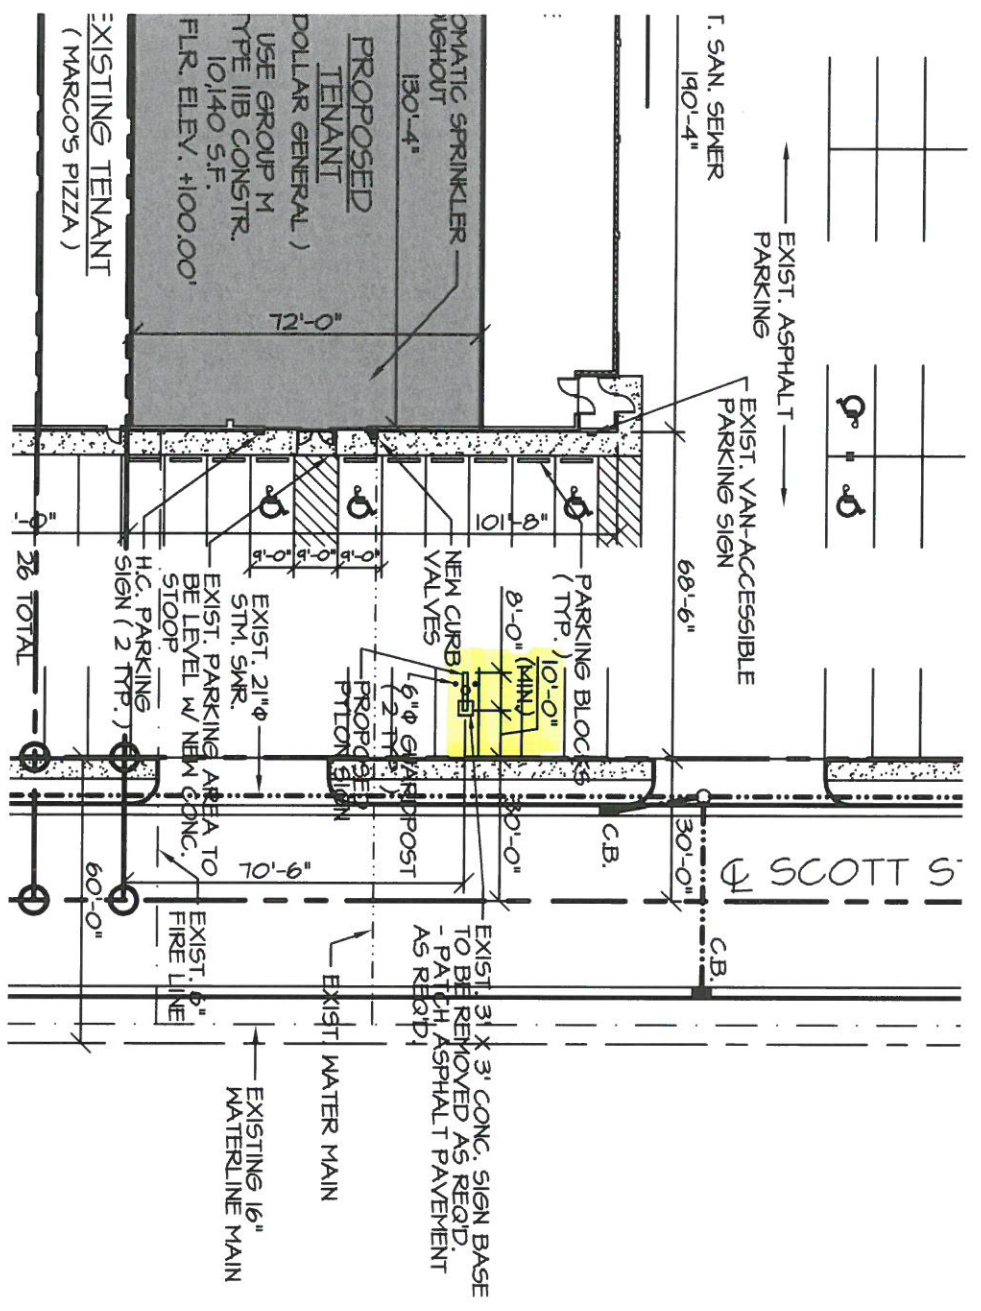 T. SAN. SEWER
190'-4"
EXIST. ASPHALT
PARKING
OMATIC SPRINKLER
UGHOUT
130'-4"
PROPOSED
TENANT
DOLLAR GENERAL )
USE GROUP M
TYPE IIB CONSTR.
10,140 S.F.
FLR. ELEV. +100.00'
EXISTING TENANT
( MARCO'S PIZZA )
72'-0"
EXIST. VAN-ACCESSIBLE
PARKING SIGN
101'-8"
'-0"
9'-0"
9'-0"
9'-0"
68'-6"
PARKING BLOCKS
( TYP. )
8'-0"
10'-0"
(MIN.)
NEW CURB
VALVES
6"Φ GUARDPOST
( 2 TYP. )
PROPOSED
PYLON SIGN
EXIST. 21"Φ
STM. SWR.
EXIST. PARKING AREA TO
BE LEVEL W/ NEW CONC.
STOOP
H.C. PARKING
SIGN ( 2 TYP. )
26 TOTAL
C.B.
30'-0"
30'-0"
℄ SCOTT ST
70'-6"
60'-0"
C.B.
EXIST. 3' X 3' CONC. SIGN BASE
TO BE REMOVED AS REQ'D.
- PATCH ASPHALT PAVEMENT
AS REQ'D.
EXIST. WATER MAIN
EXIST. 6"
FIRE LINE
EXISTING 16"
WATERLINE MAIN